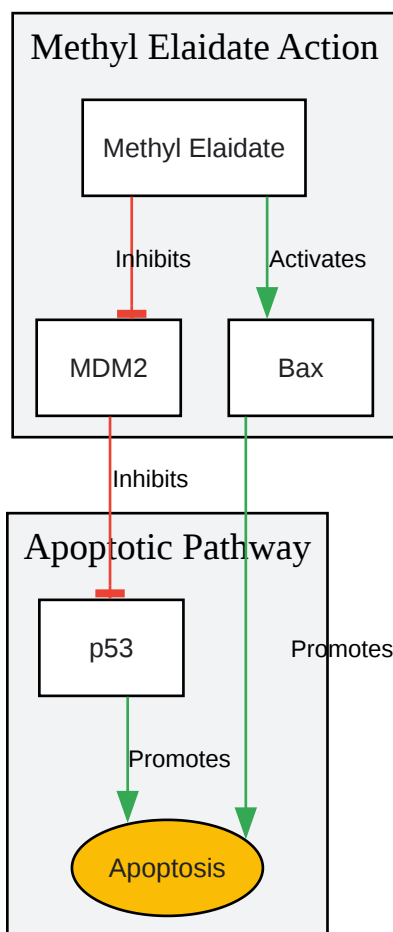 Methyl Elaidate Action
Methyl Elaidate
Inhibits
Activates
MDM2
Bax
Inhibits
Apoptotic Pathway
p53
Promotes
Promotes
Apoptosis